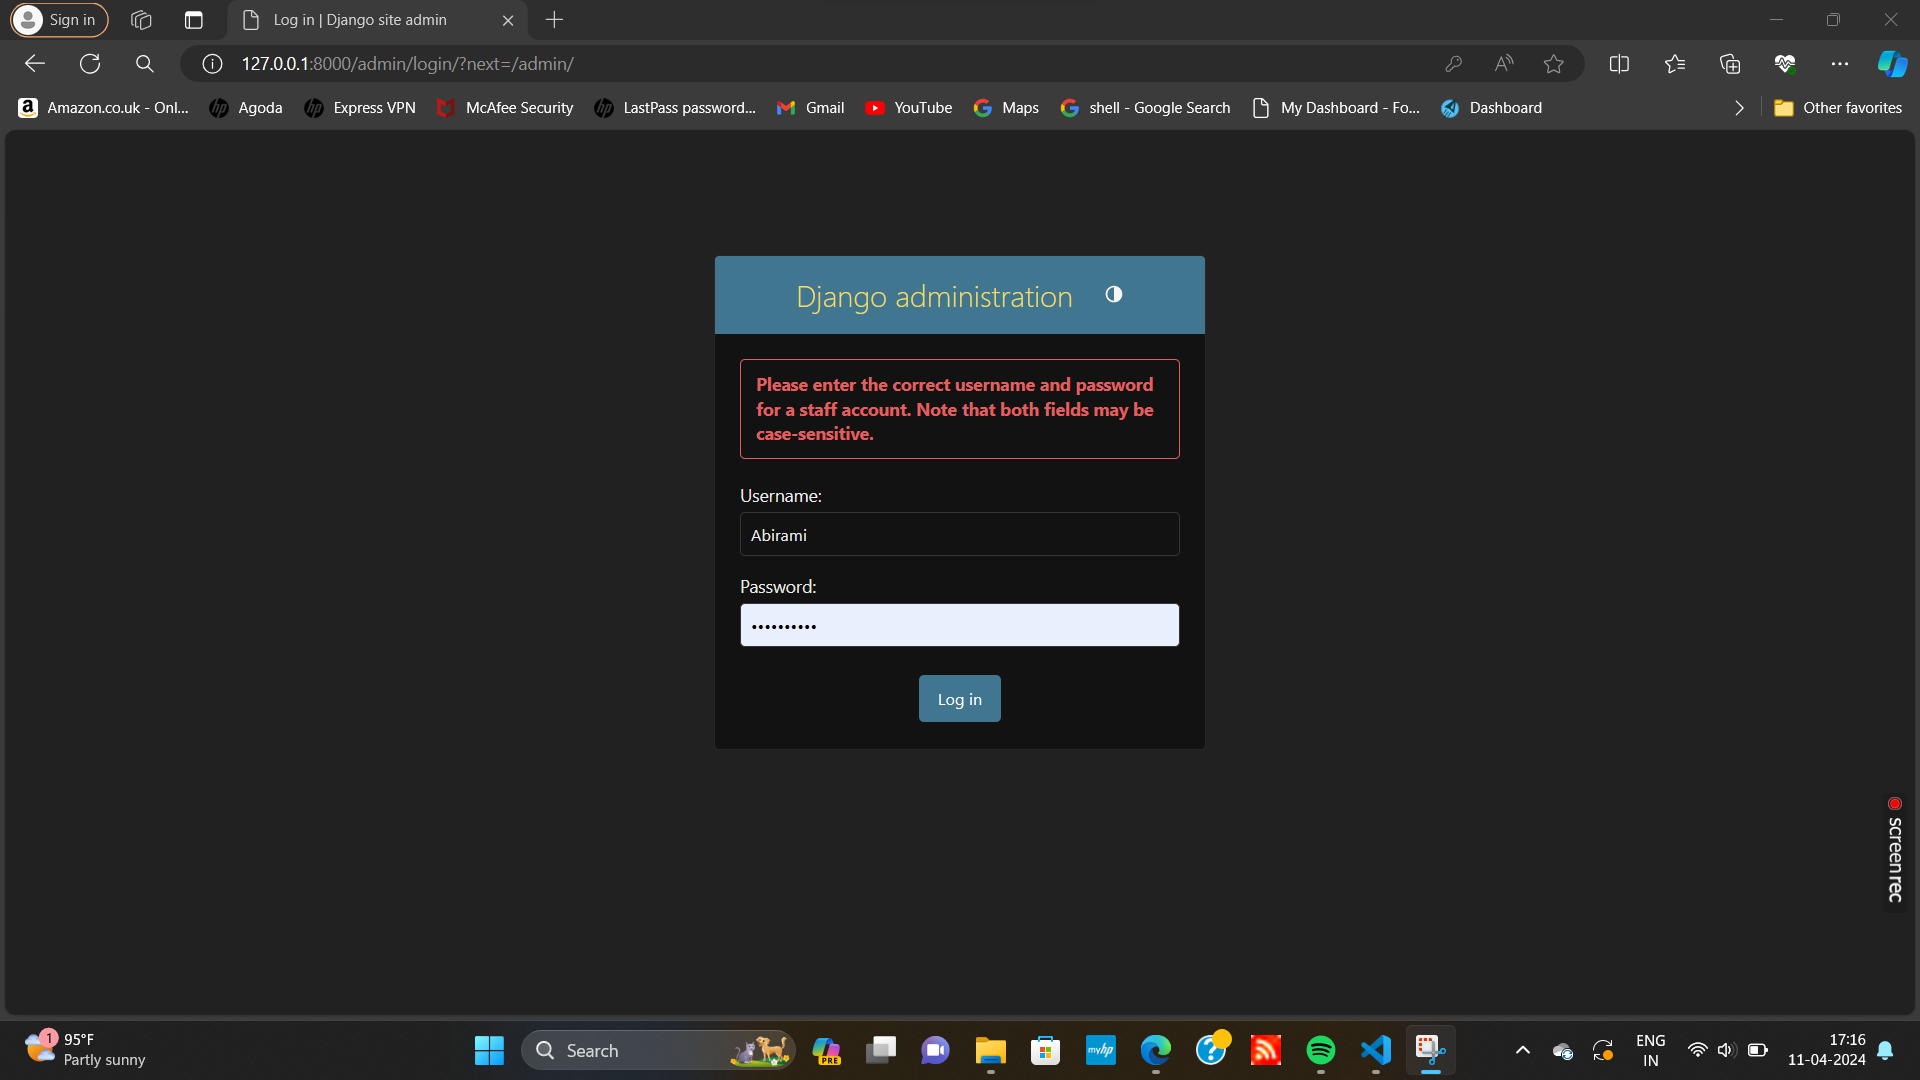 Sign in
Log in | Django site admin
127.0.0.1:8000/admin/login/?next=/admin/
Amazon.co.uk - Onl...
Agoda
Express VPN
McAfee Security
LastPass password...
Gmail
YouTube
Maps
shell - Google Search
My Dashboard - Fo...
Dashboard
Other favorites
Django administration
Please enter the correct username and password
for a staff account. Note that both fields may be
case-sensitive.
Username:
Abirami
Password:
••••••••••
Log in
screenrec
1
95°F
Partly sunny
Search
PRE
myhp
ENG
IN
17:16
11-04-2024